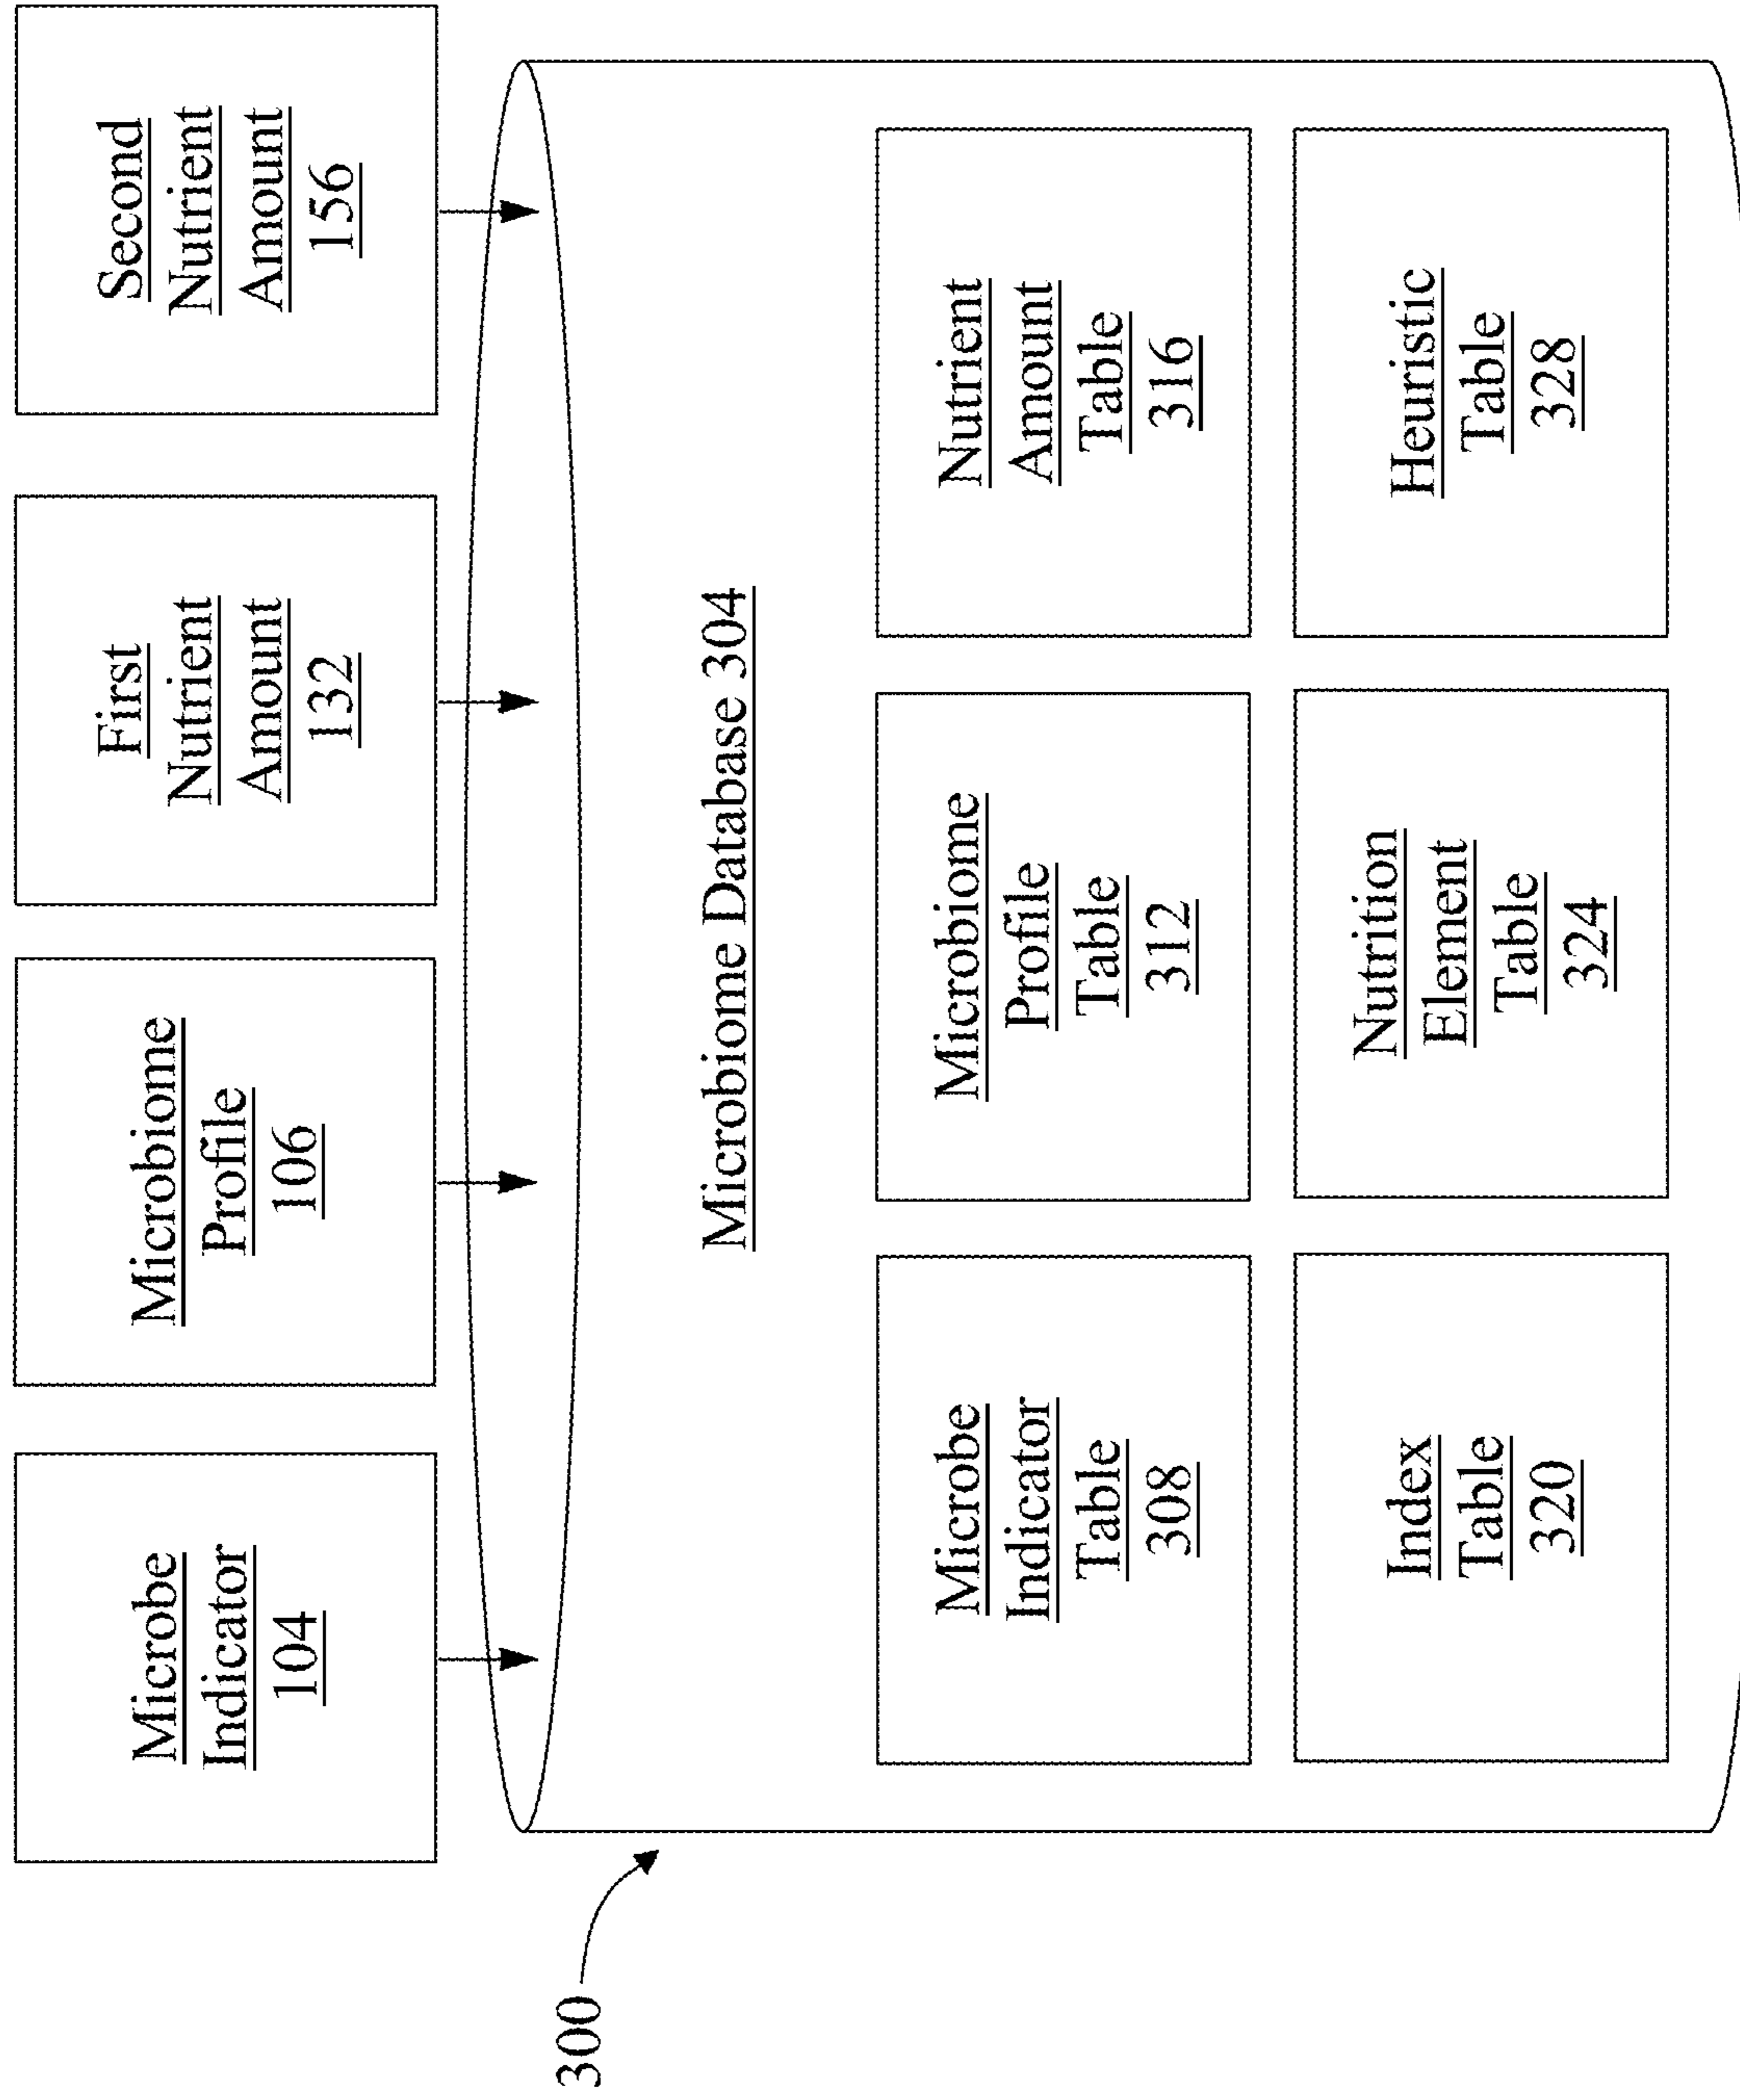 Microbe
Indicator
104
Microbiome
Profile
106
First
Nutrient
Amount
132
Second
Nutrient
Amount
156
300
Microbiome Database 304
Microbe
Indicator
Table
308
Microbiome
Profile
Table
312
Nutrient
Amount
Table
316
Index
Table
320
Nutrition
Element
Table
324
Heuristic
Table
328